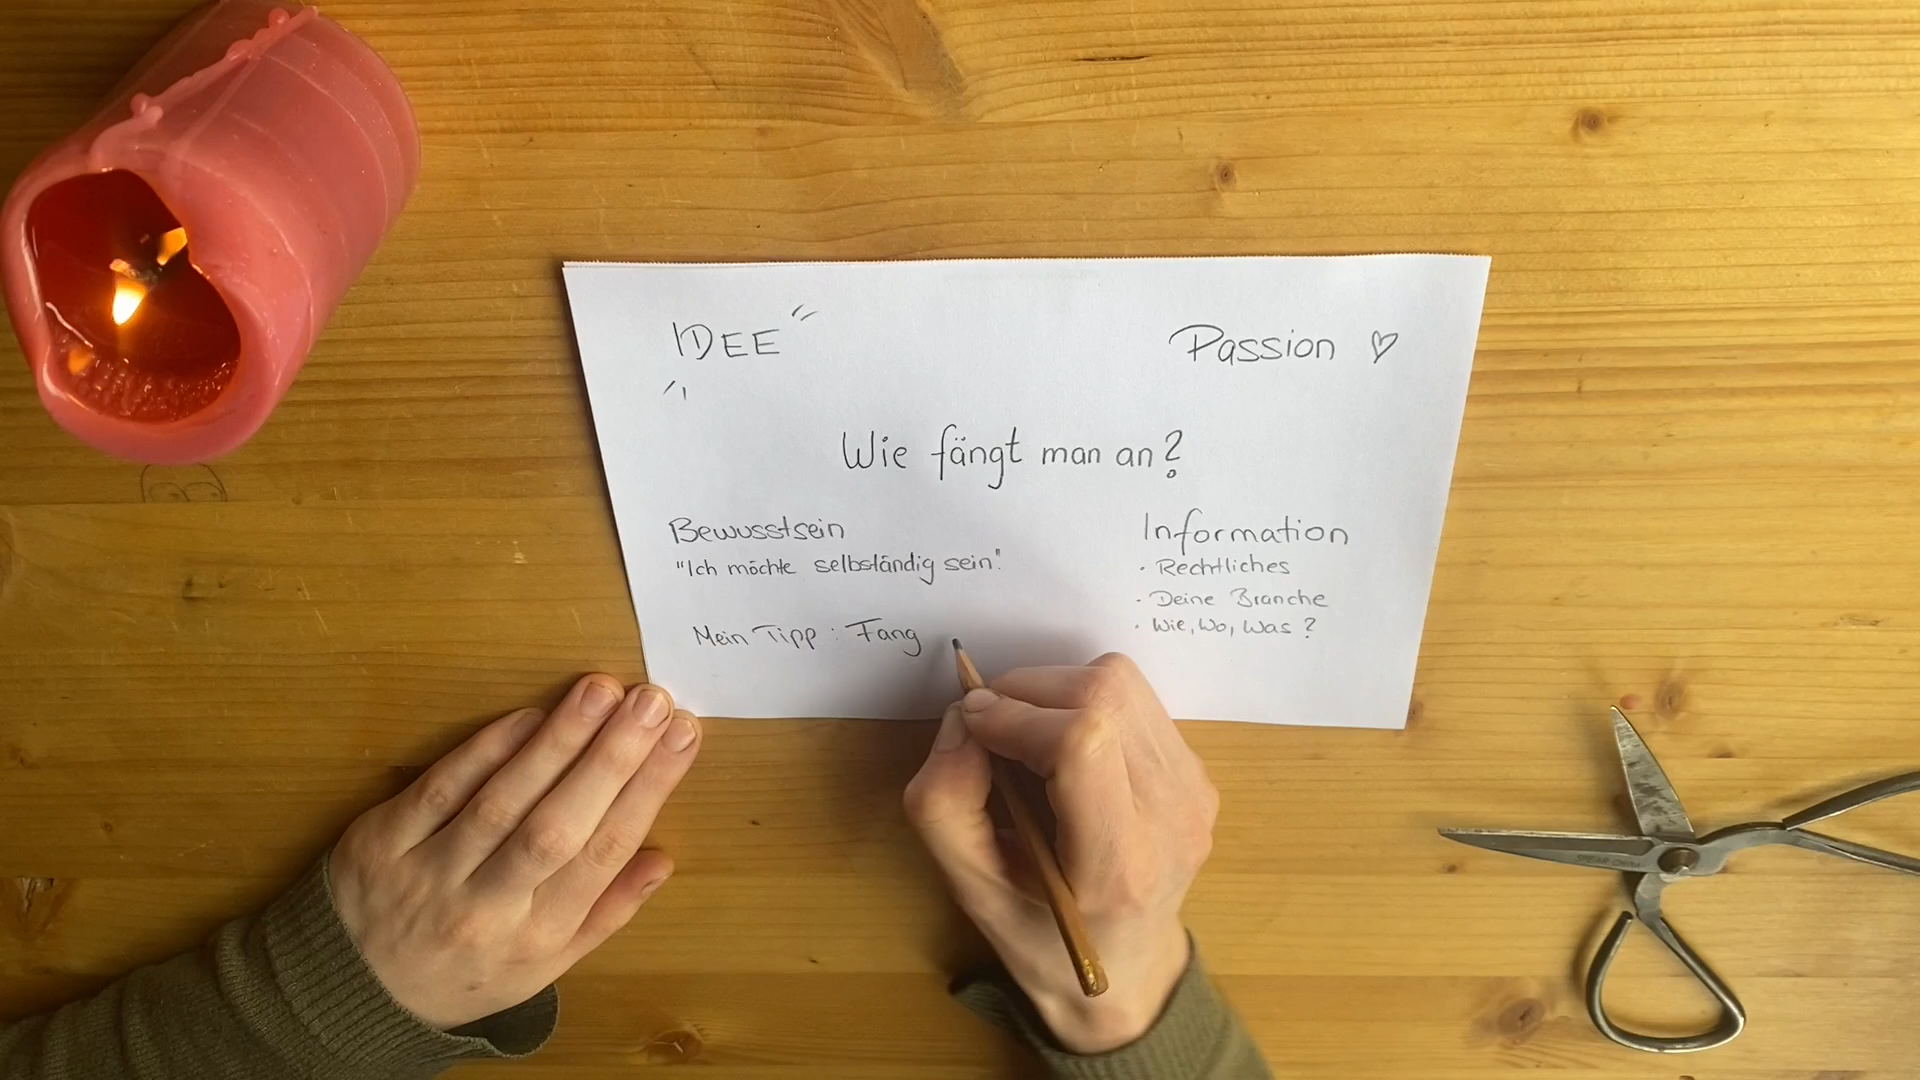 IDEE
Passion ♡
Wie fängt man an?
Bewusstsein
"Ich möchte selbständig sein"
Mein Tipp: Fang
Information
· Rechtliches
- Deine Branche
· Wie, Wo, Was?